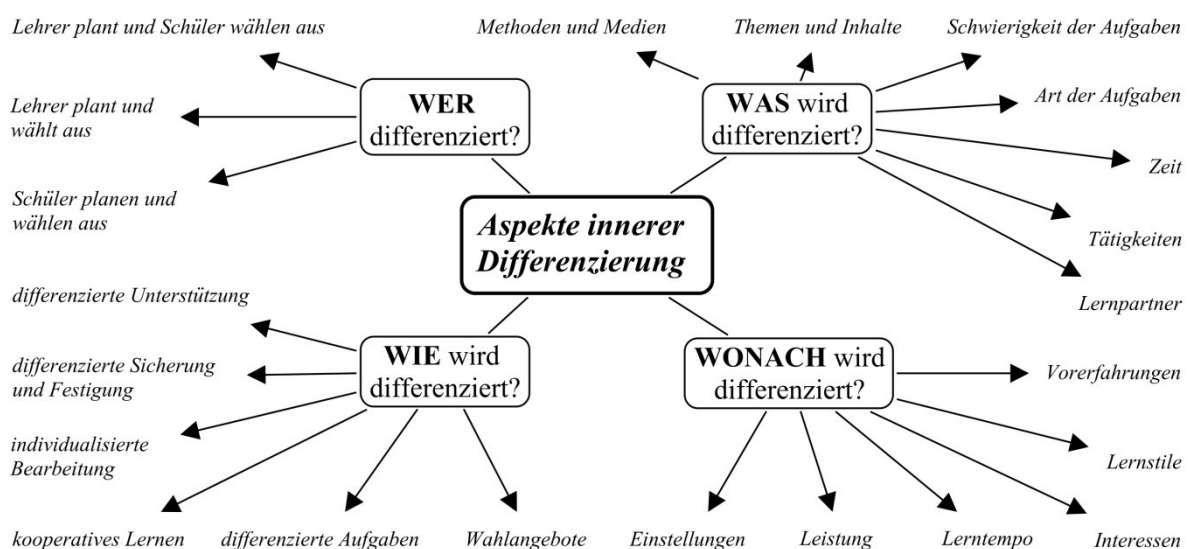 Lehrer plant und Schüler wählen aus
Methoden und Medien
Themen und Inhalte
Schwierigkeit der Aufgaben
Lehrer plant und
wählt aus
WER
differenziert?
WAS wird
differenziert?
Art der Aufgaben
Zeit
Schüler planen und
wählen aus
Aspekte innerer
Differenzierung
Tätigkeiten
Lernpartner
differenzierte Unterstützung
differenzierte Sicherung
und Festigung
WIE wird
differenziert?
WONACH wird
differenziert?
Vorerfahrungen
individualisierte
Bearbeitung
Lernstile
kooperatives Lernen
differenzierte Aufgaben
Wahlangebote
Einstellungen
Leistung
Lerntempo
Interessen